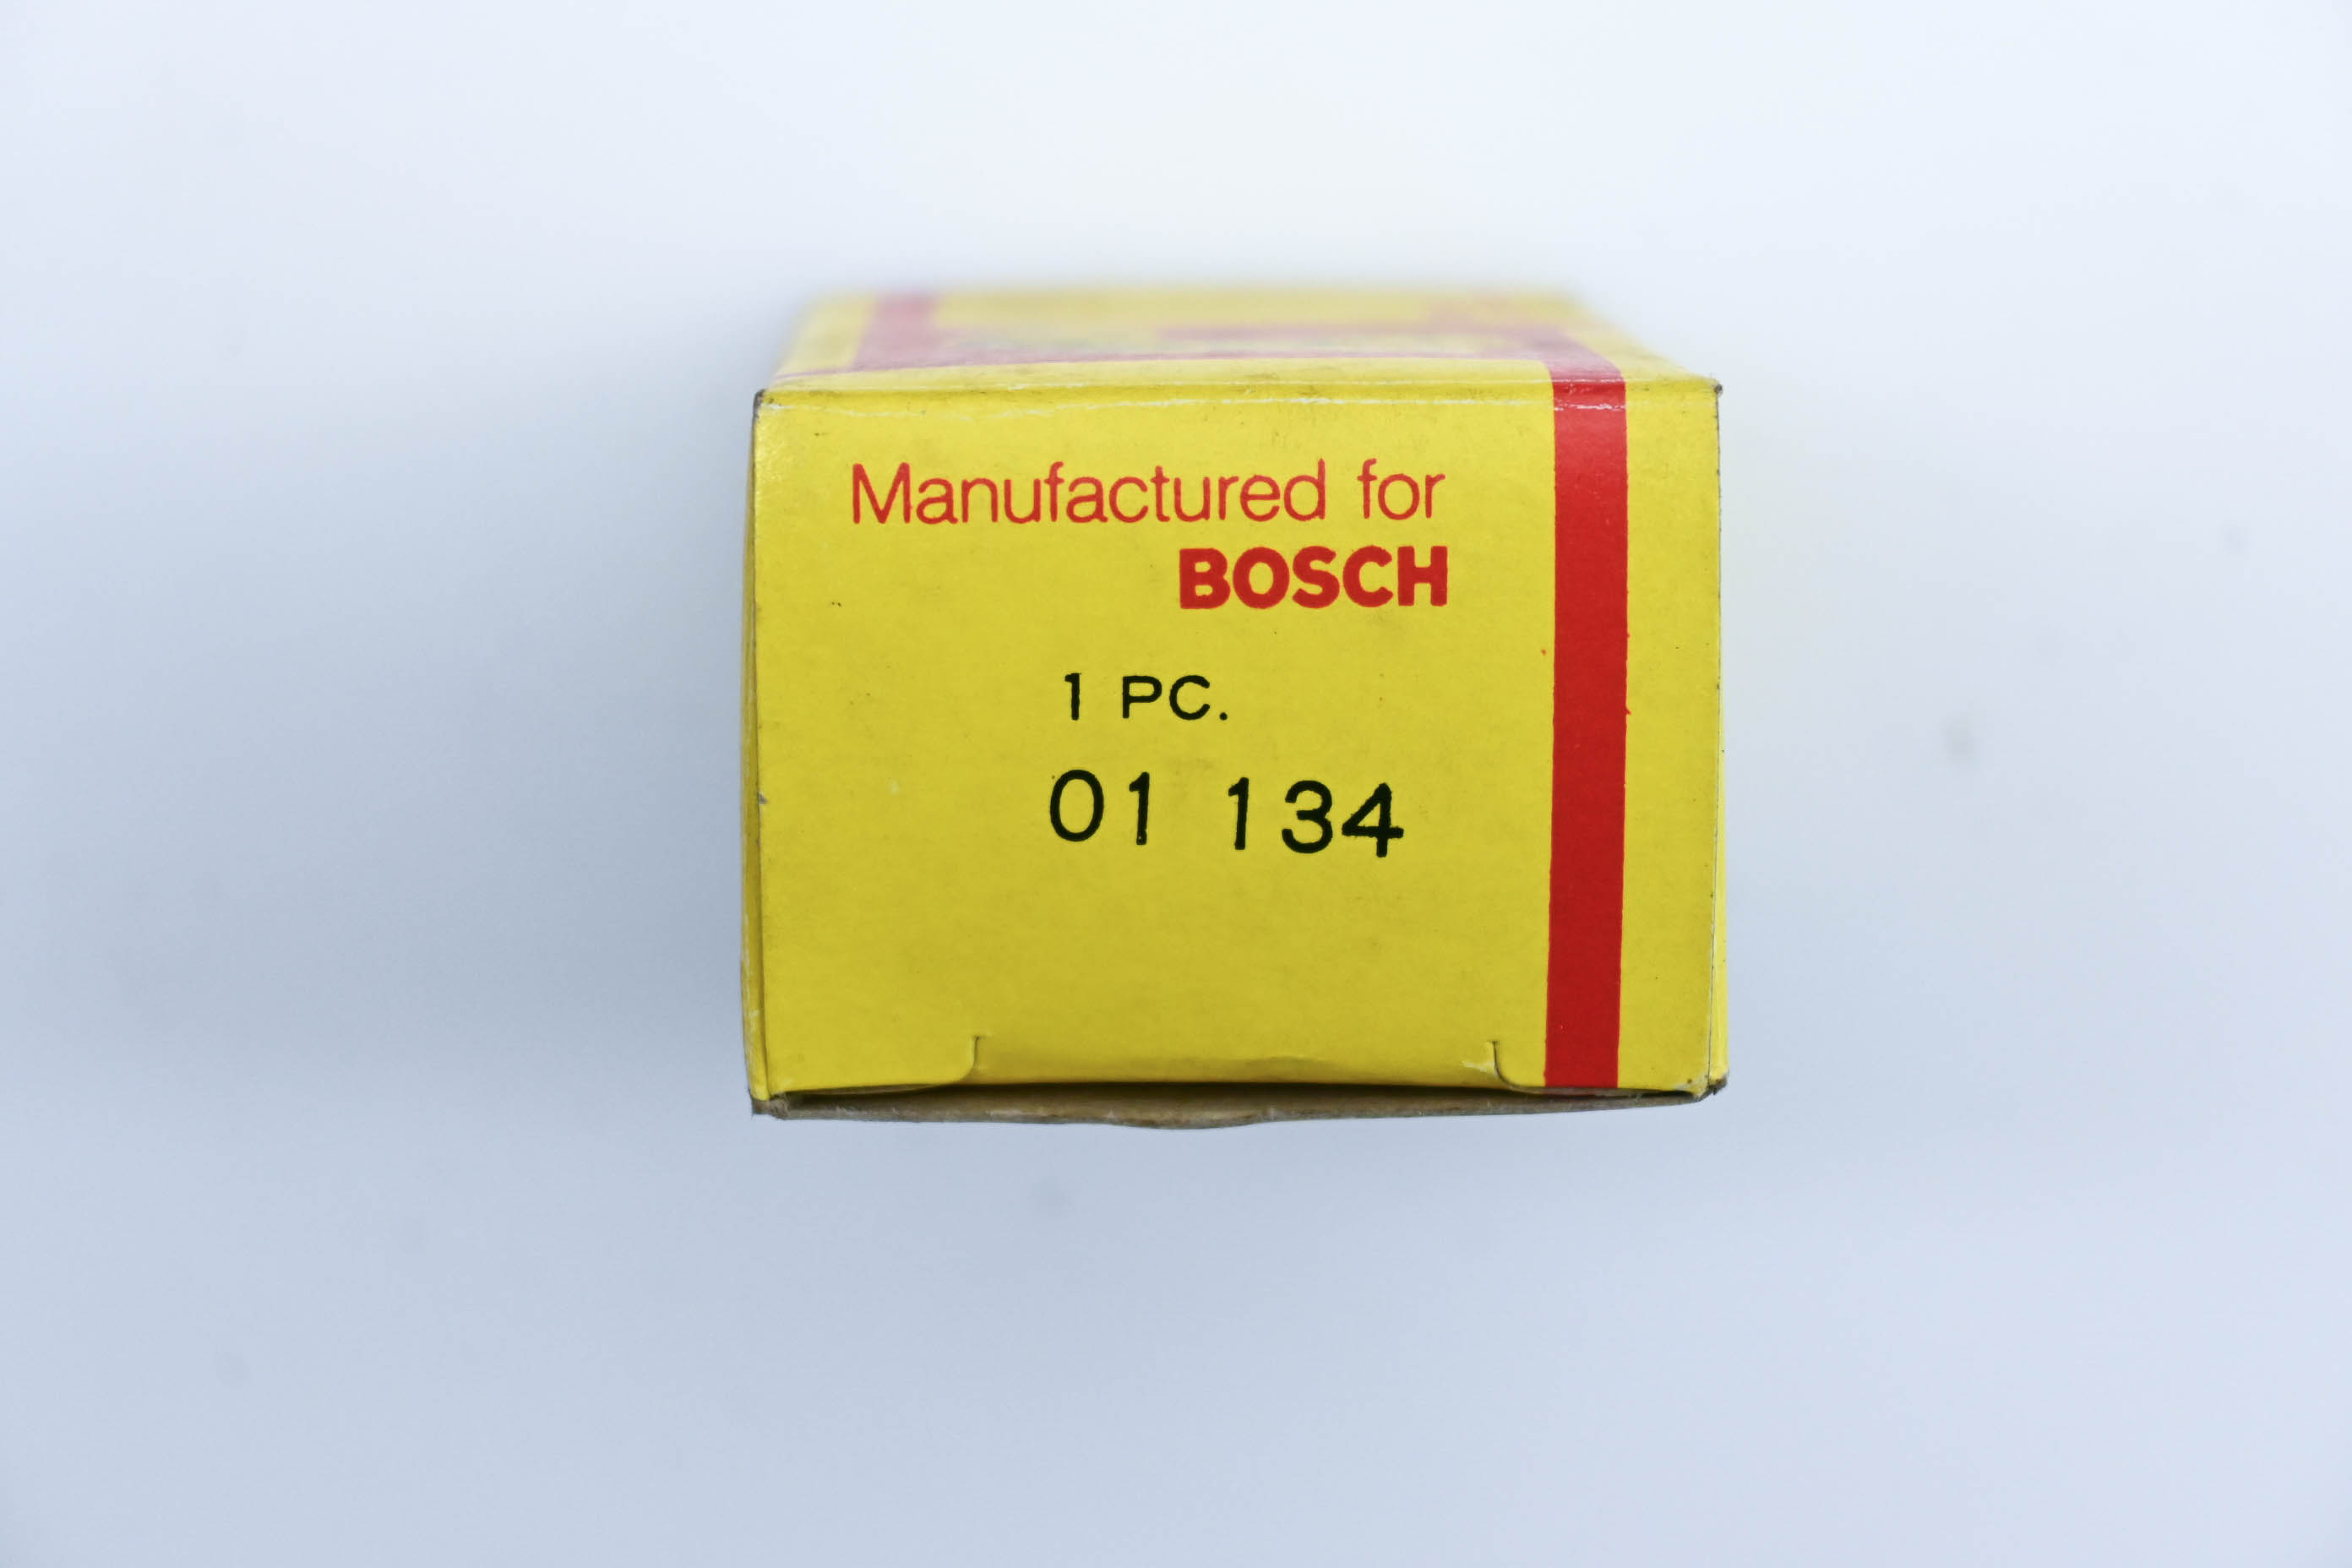 Manufactured for
BOSCH
1 PC.
01 134